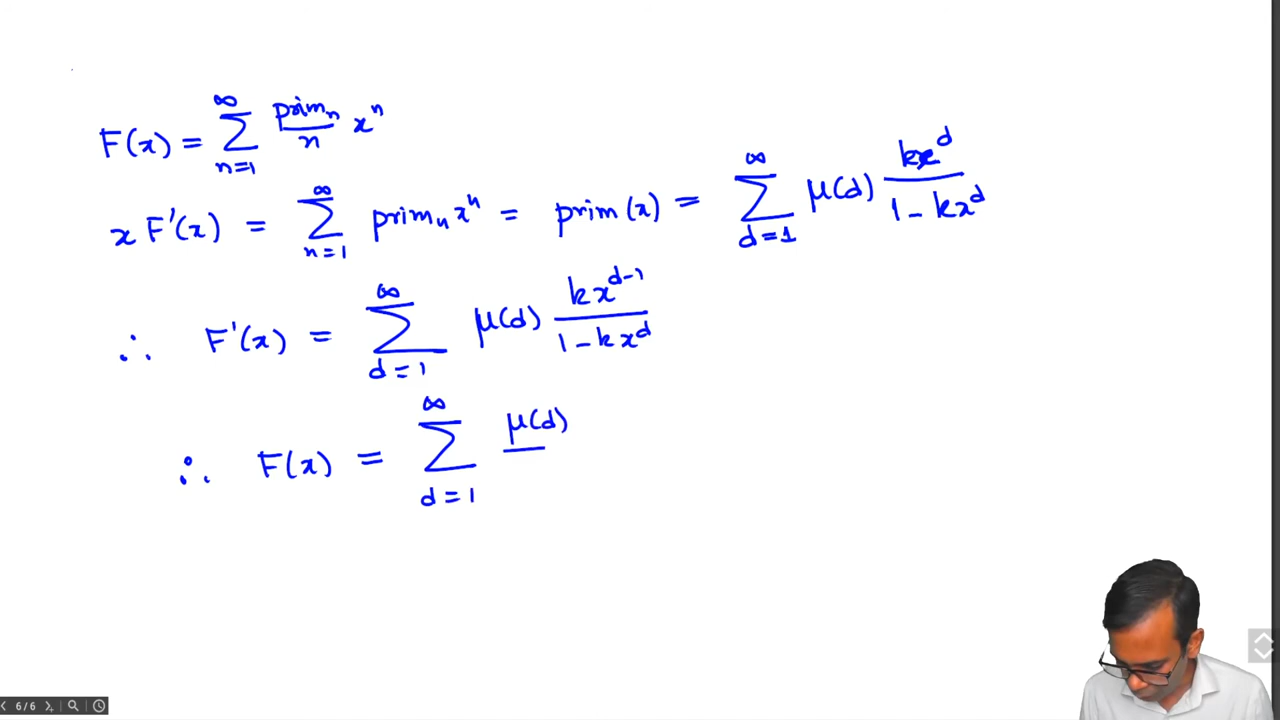 F(x) = ∞ Σ n=1 prim_n / n x^n
x F'(x) = ∞ Σ n=1 prim_n x^n = prim(x) = ∞ Σ d=1 μ(d) kx^d / 1 - kx^d
∴ F'(x) = ∞ Σ d=1 μ(d) kx^{d-1} / 1 - kx^d
∴ F(x) = ∞ Σ d=1 μ(d)
6/6